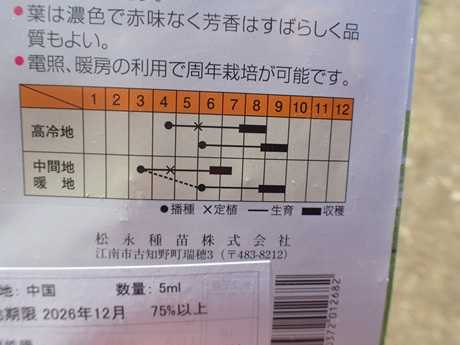 ●葉は濃色で赤味なく芳香はすばらしく品
質もよい。
●電照、暖房の利用で周年栽培が可能です。
1 2 3 4 5 6 7 8 9 10 11 12
高冷地
中間地
暖 地
●播種 ×定植 ―生育 ■収穫
松永種苗株式会社
江南市古知野町瑞穂3 (〒483-8212)
地: 中国 数量: 5ml
期限 2026年12月 75%以上
372012682